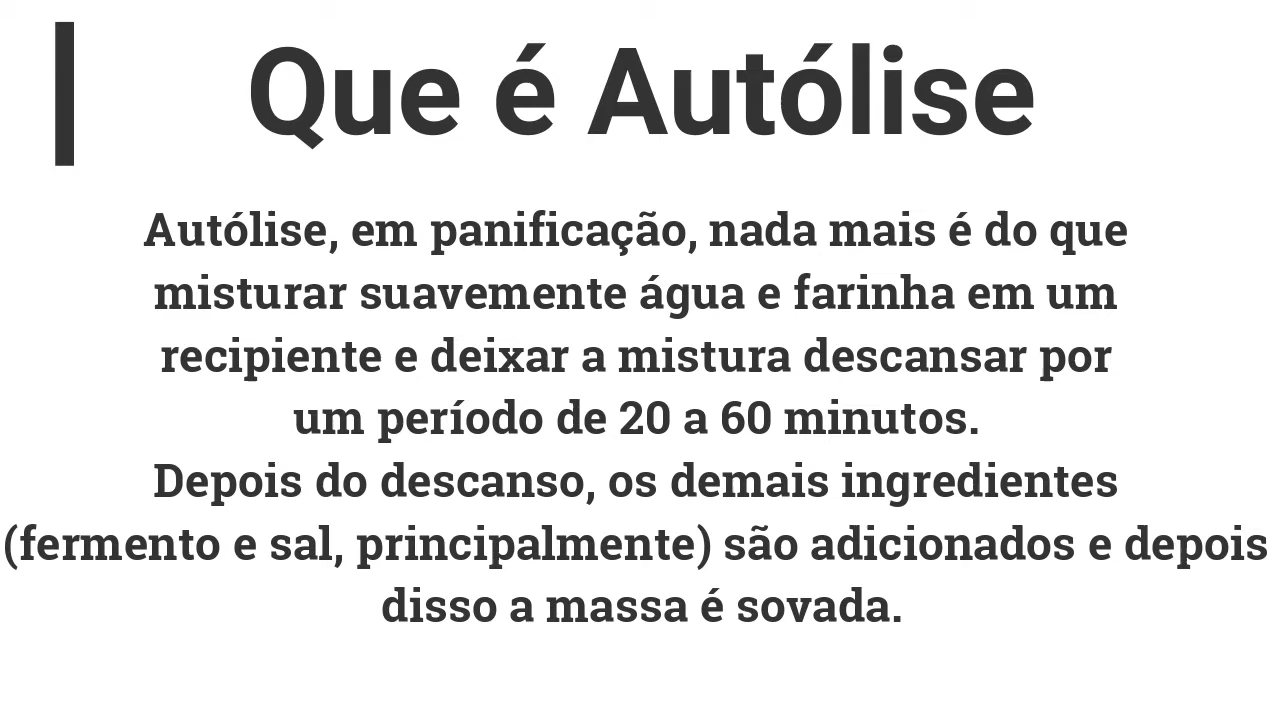 Que é Autólise
Autólise, em panificação, nada mais é do que
misturar suavemente água e farinha em um
recipiente e deixar a mistura descansar por
um período de 20 a 60 minutos.
Depois do descanso, os demais ingredientes
(fermento e sal, principalmente) são adicionados e depois
disso a massa é sovada.